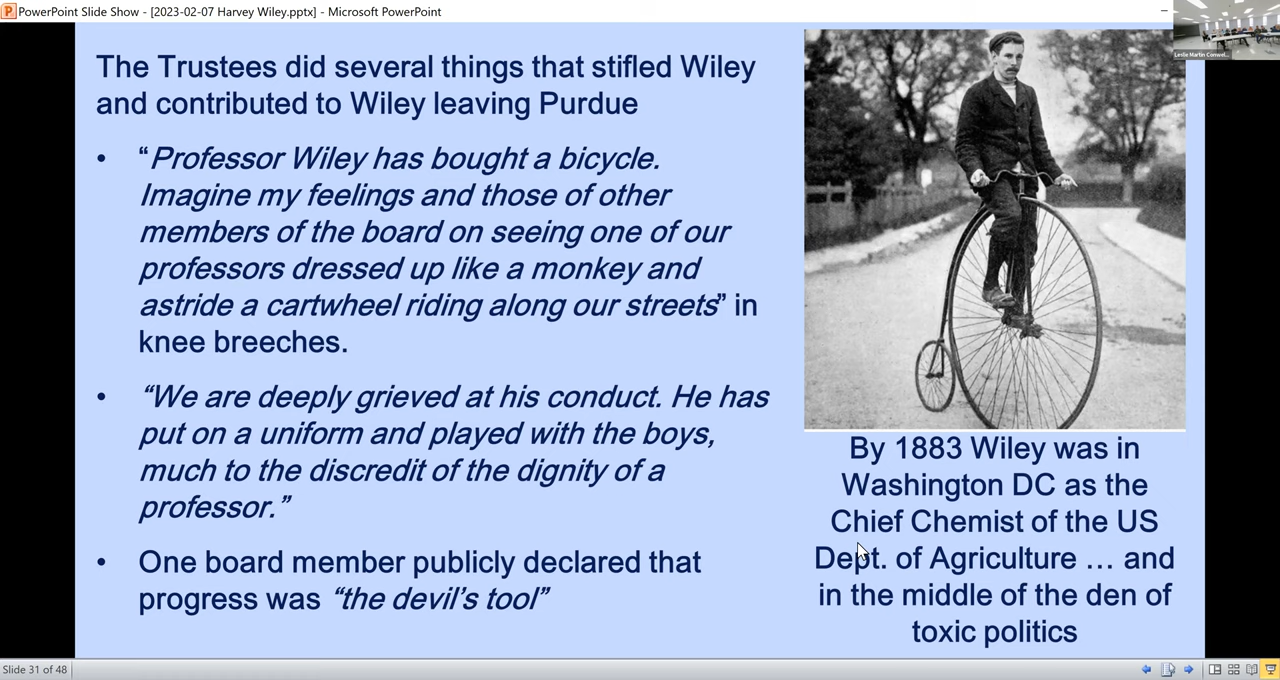 PowerPoint Slide Show - [2023-02-07 Harvey Wiley.pptx] - Microsoft PowerPoint
Leslie Martin Conwel...
The Trustees did several things that stifled Wiley
and contributed to Wiley leaving Purdue
• “Professor Wiley has bought a bicycle.
Imagine my feelings and those of other
members of the board on seeing one of our
professors dressed up like a monkey and
astride a cartwheel riding along our streets” in
knee breeches.
• “We are deeply grieved at his conduct. He has
put on a uniform and played with the boys,
much to the discredit of the dignity of a
professor.”
• One board member publicly declared that
progress was “the devil’s tool”
By 1883 Wiley was in
Washington DC as the
Chief Chemist of the US
Dept. of Agriculture … and
in the middle of the den of
toxic politics
Slide 31 of 48